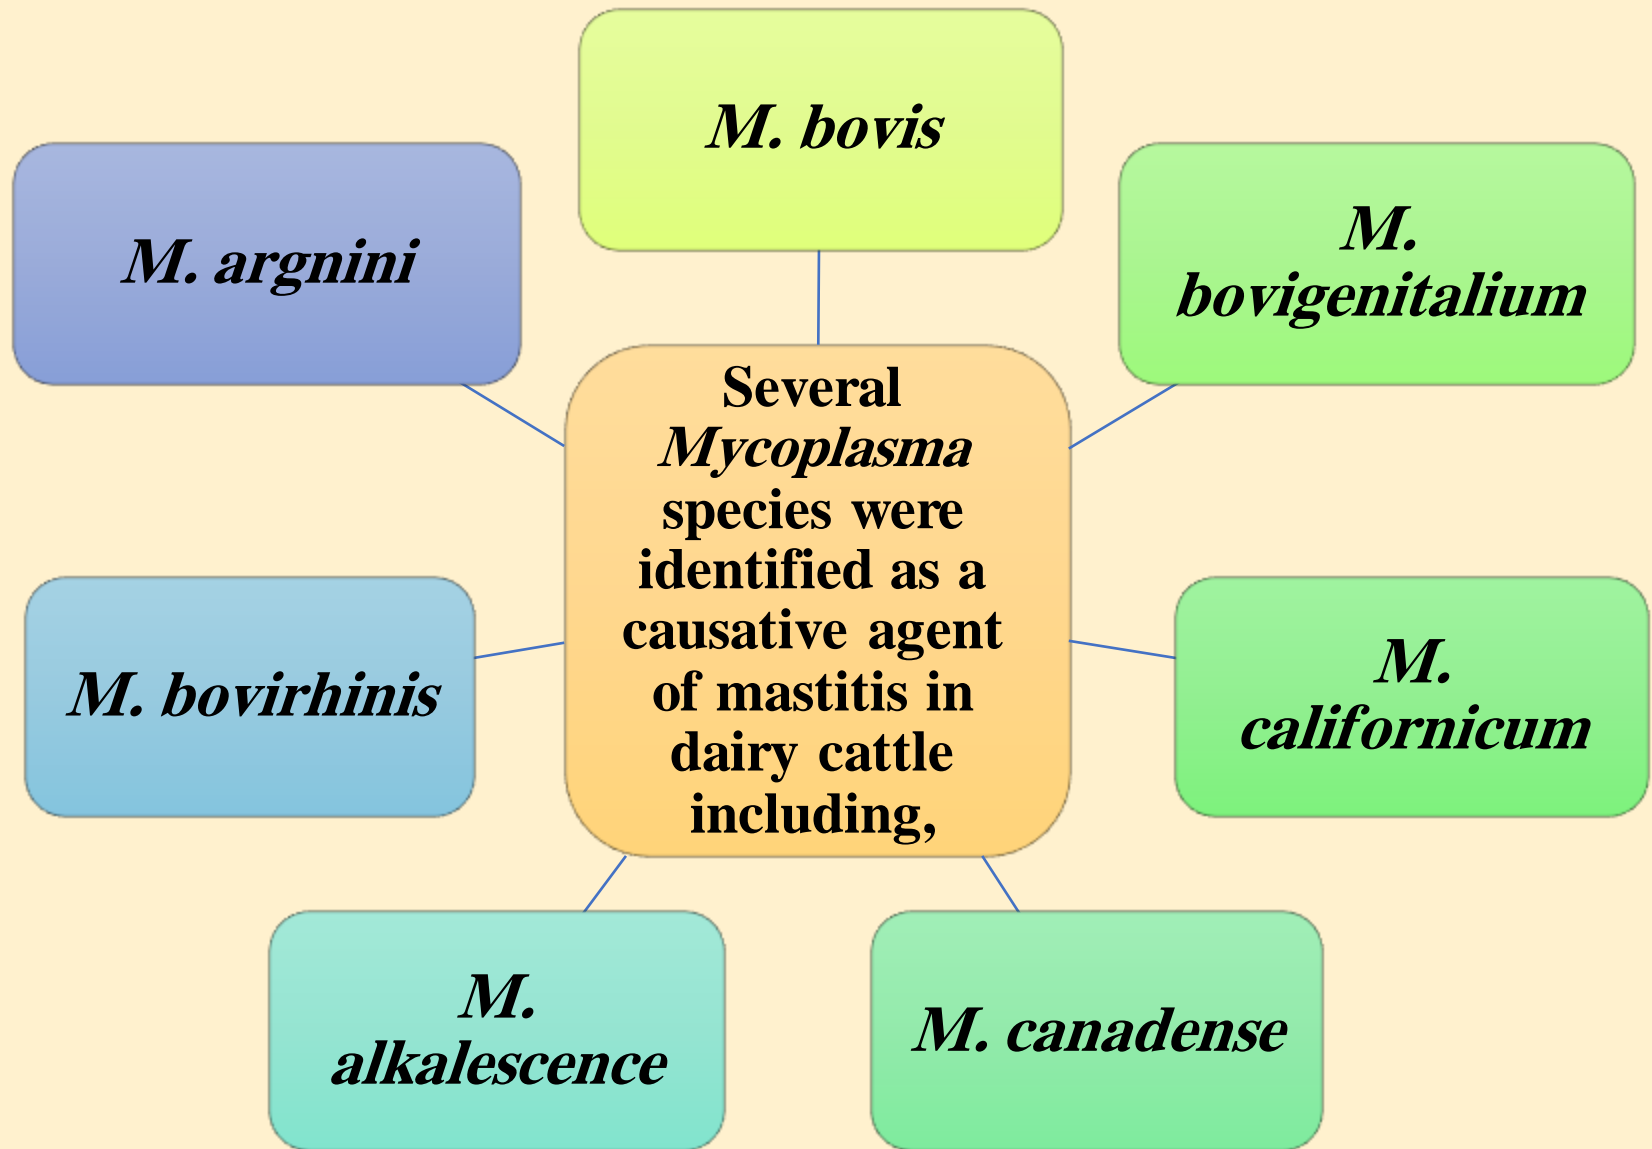 M. bovis
M.
bovigenitalium
M.
californicum
M. canadense
M.
alkalescence
M. bovirhinis
M. argnini
Several
Mycoplasma
species were
identified as a
causative agent
of mastitis in
dairy cattle
including,